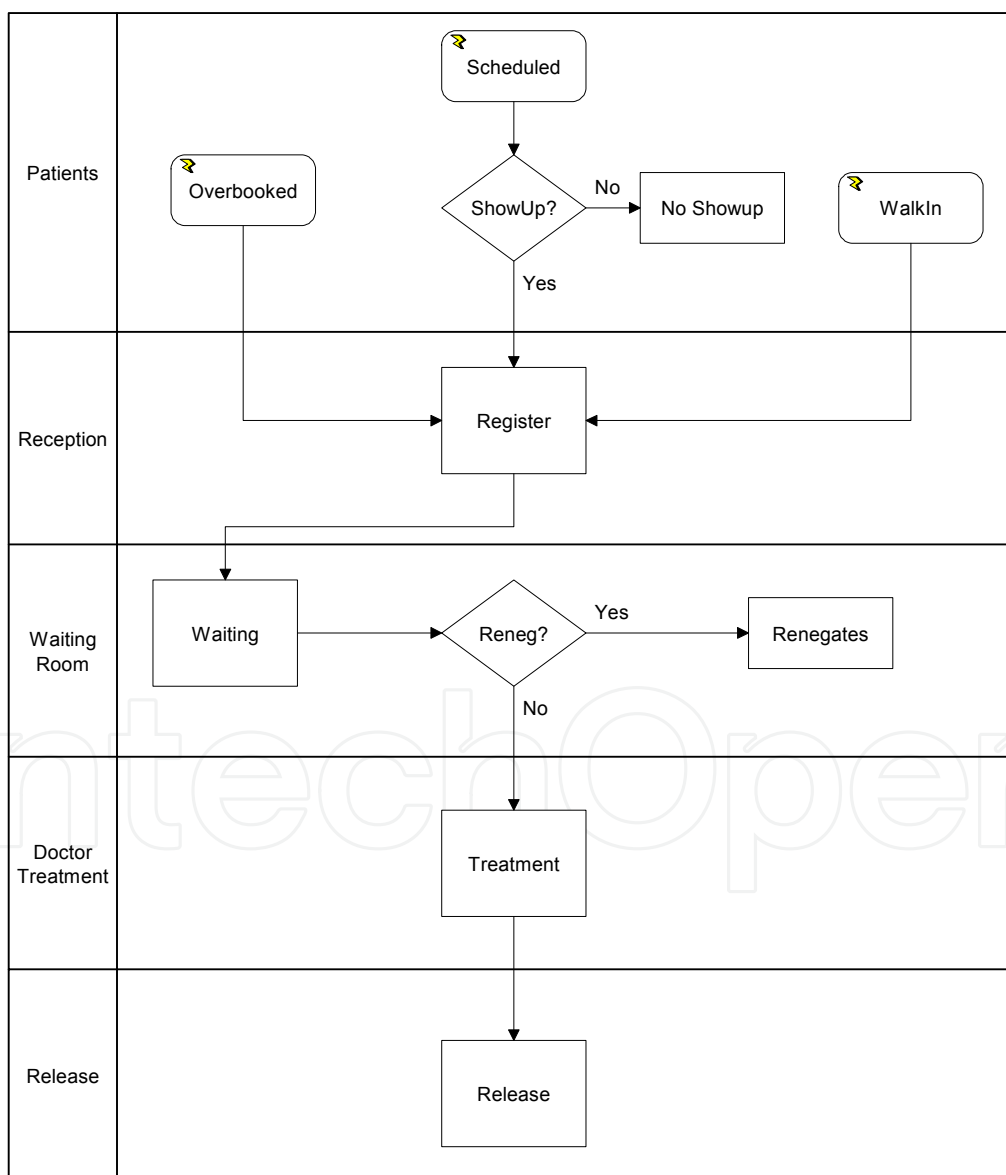 Patients
Scheduled
Overbooked
ShowUp?
No
No Showup
WalkIn
Yes
Reception
Register
Waiting
Room
Waiting
Reneg?
Yes
Renegates
No
ntechOpen
Doctor
Treatment
Treatment
Release
Release